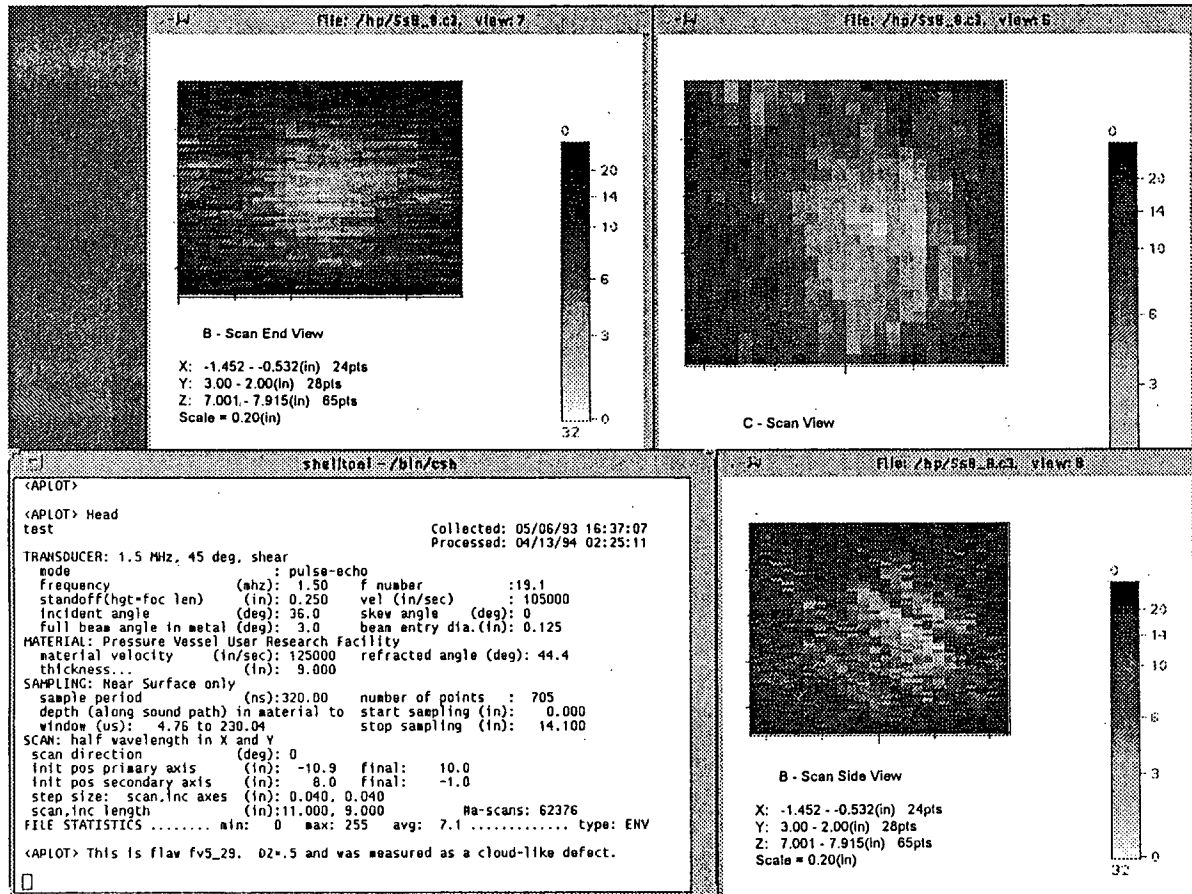 File: /hp/Ss8_8.c3, view:7
0
20
14
10
6
3
0
32
B - Scan End View
X: -1.452 - -0.532(in) 24pts
Y: 3.00 - 2.00(in) 28pts
Z: 7.001 - 7.915(in) 65pts
Scale = 0.20(in)
File: /hp/Ss8_8.c3, view:6
0
20
14
10
6
3
C - Scan View
shelltool - /bin/csh
<APLOT>
<APLOT> Head
test Collected: 05/06/93 16:37:07
Processed: 04/13/94 02:25:11
TRANSDUCER: 1.5 MHz, 45 deg, shear
mode : pulse-echo
frequency (mhz): 1.50 f number :19.1
standoff(hgt-foc len) (in): 0.250 vel (in/sec) : 105000
incident angle (deg): 36.0 skew angle (deg): 0
full beam angle in metal (deg): 3.0 beam entry dia.(in): 0.125
MATERIAL: Pressure Vessel User Research Facility
material velocity (in/sec): 125000 refracted angle (deg): 44.4
thickness... (in): 9.000
SAMPLING: Near Surface only
sample period (ns):320.00 number of points : 705
depth (along sound path) in material to start sampling (in): 0.000
window (us): 4.76 to 230.04 stop sampling (in): 14.100
SCAN: half wavelength in X and Y
scan direction (deg): 0
init pos primary axis (in): -10.9 final: 10.0
init pos secondary axis (in): 8.0 final: -1.0
step size: scan,inc axes (in): 0.040, 0.040
scan,inc length (in):11.000, 9.000 #a-scans: 62376
FILE STATISTICS ........ min: 0 max: 255 avg: 7.1 ............. type: ENV
<APLOT> This is flaw fv5_29. DZ=.5 and was measured as a cloud-like defect.
File: /hp/Ss8_8.c3, view:8
0
20
14
10
6
3
0
32
B - Scan Side View
X: -1.452 - -0.532(in) 24pts
Y: 3.00 - 2.00(in) 28pts
Z: 7.001 - 7.915(in) 65pts
Scale = 0.20(in)